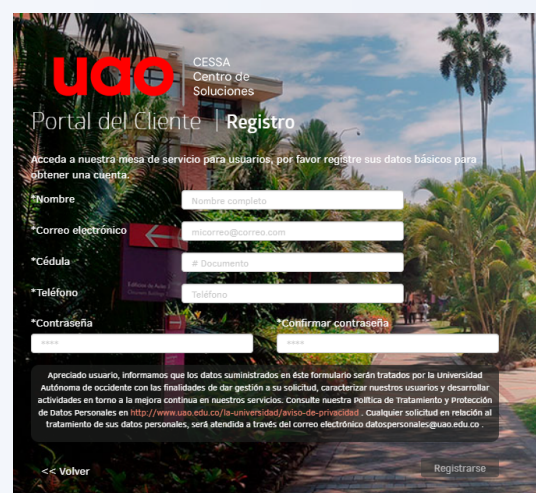 uao
CESSA
Centro de
Soluciones
Portal del Cliente | Registro
Acceda a nuestra mesa de servicio para usuarios, por favor registre sus datos básicos para
obtener una cuenta.
*Nombre
Nombre completo
*Correo electrónico
micorreo@correo.com
*Cédula
# Documento
*Teléfono
Teléfono
*Contraseña
*Confirmar contraseña
****
****
Apreciado usuario, informamos que los datos suministrados en éste formulario serán tratados por la Universidad
Autónoma de occidente con las finalidades de dar gestión a su solicitud, caracterizar nuestros usuarios y desarrollar
actividades en torno a la mejora continua en nuestros servicios. Consulte nuestra Política de Tratamiento y Protección
de Datos Personales en http://www.uao.edu.co/la-universidad/aviso-de-privacidad . Cualquier solicitud en relación al
tratamiento de sus datos personales, será atendida a través del correo electrónico datospersonales@uao.edu.co .
<< Volver
Registrarse